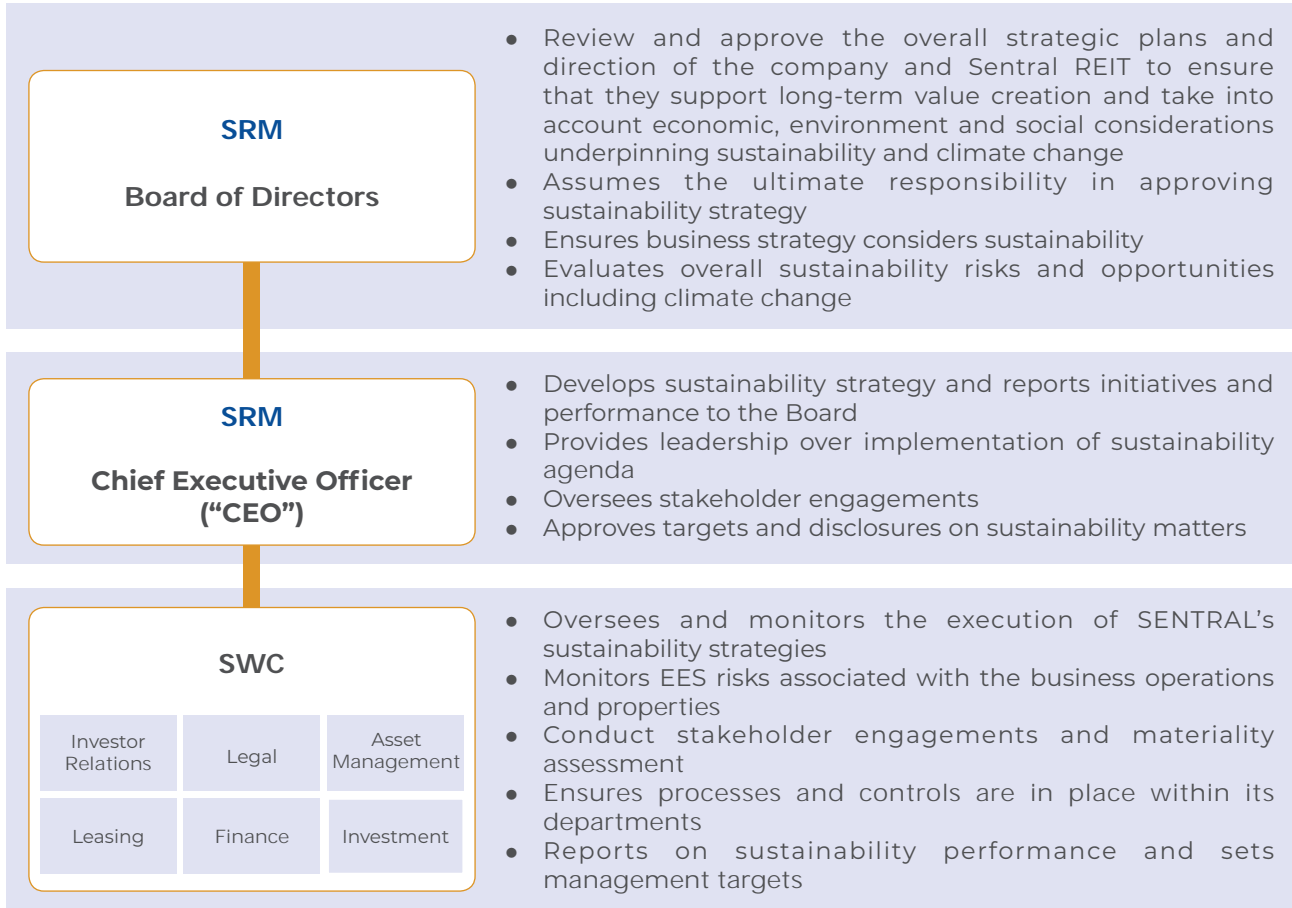 SRM
Board of Directors
● Review and approve the overall strategic plans and
direction of the company and Sentral REIT to ensure
that they support long-term value creation and take into
account economic, environment and social considerations
underpinning sustainability and climate change
● Assumes the ultimate responsibility in approving
sustainability strategy
● Ensures business strategy considers sustainability
● Evaluates overall sustainability risks and opportunities
including climate change
SRM
Chief Executive Officer
(“CEO”)
● Develops sustainability strategy and reports initiatives and
performance to the Board
● Provides leadership over implementation of sustainability
agenda
● Oversees stakeholder engagements
● Approves targets and disclosures on sustainability matters
SWC
Investor
Relations
Legal
Asset
Management
Leasing
Finance
Investment
● Oversees and monitors the execution of SENTRAL’s
sustainability strategies
● Monitors EES risks associated with the business operations
and properties
● Conduct stakeholder engagements and materiality
assessment
● Ensures processes and controls are in place within its
departments
● Reports on sustainability performance and sets
management targets